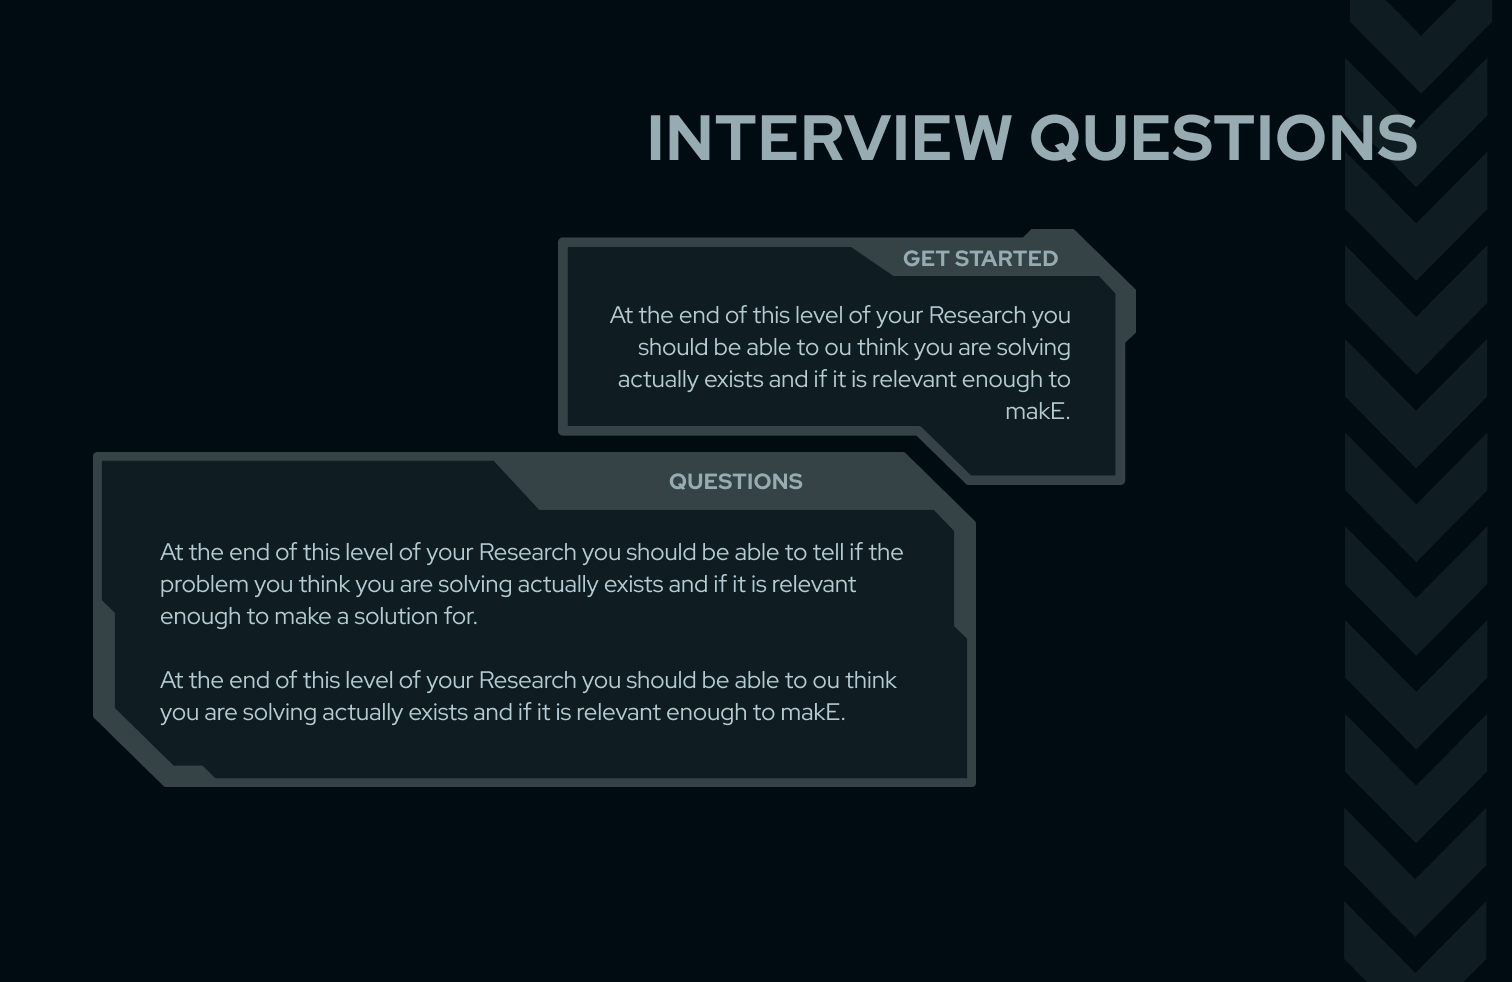 INTERVIEW QUESTIONS
GET STARTED
At the end of this level of your Research you
should be able to ou think you are solving
actually exists and if it is relevant enough to
makE.
QUESTIONS
At the end of this level of your Research you should be able to tell if the
problem you think you are solving actually exists and if it is relevant
enough to make a solution for.
At the end of this level of your Research you should be able to ou think
you are solving actually exists and if it is relevant enough to makE.